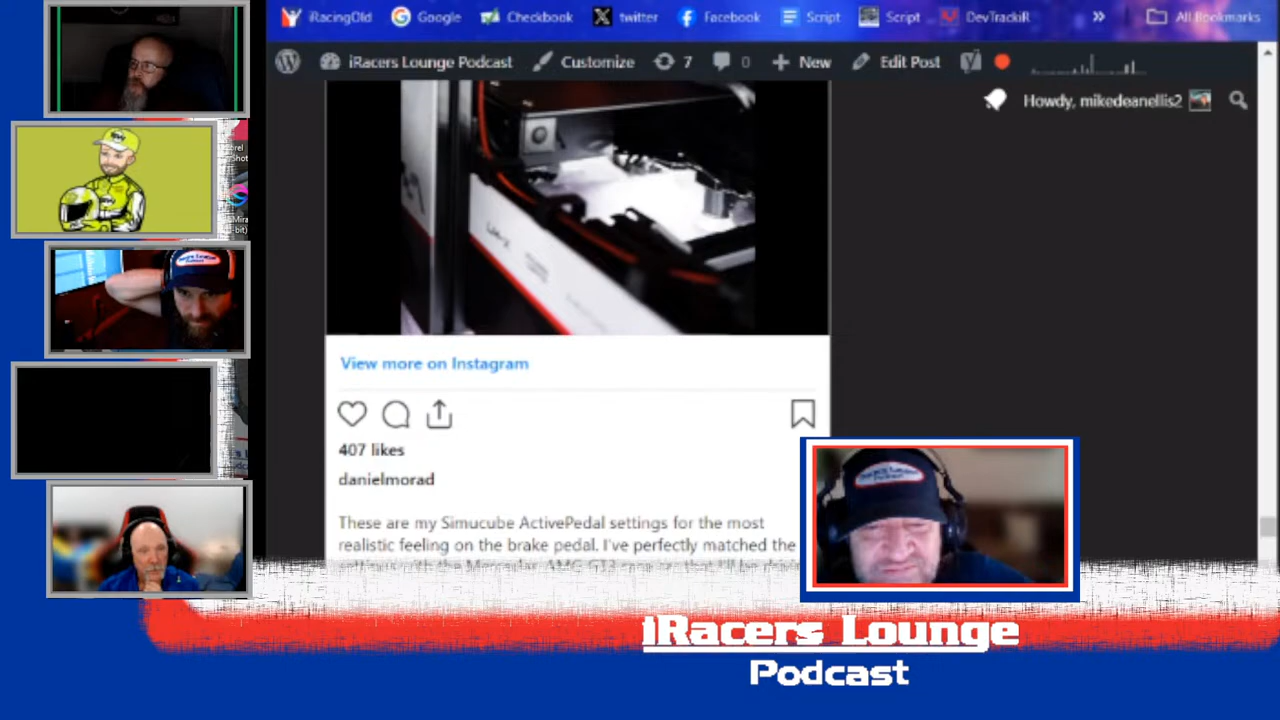 iRacingOld Google Checkbook twitter Facebook Script Script DevTrackiR » All Bookmarks
iRacers Lounge Podcast Customize 7 0 New Edit Post
Howdy, mikedeanellis2
View more on Instagram
407 likes
danielmorad
These are my Simucube ActivePedal settings for the most
realistic feeling on the brake pedal. I've perfectly matched the
iRacers Lounge
Podcast